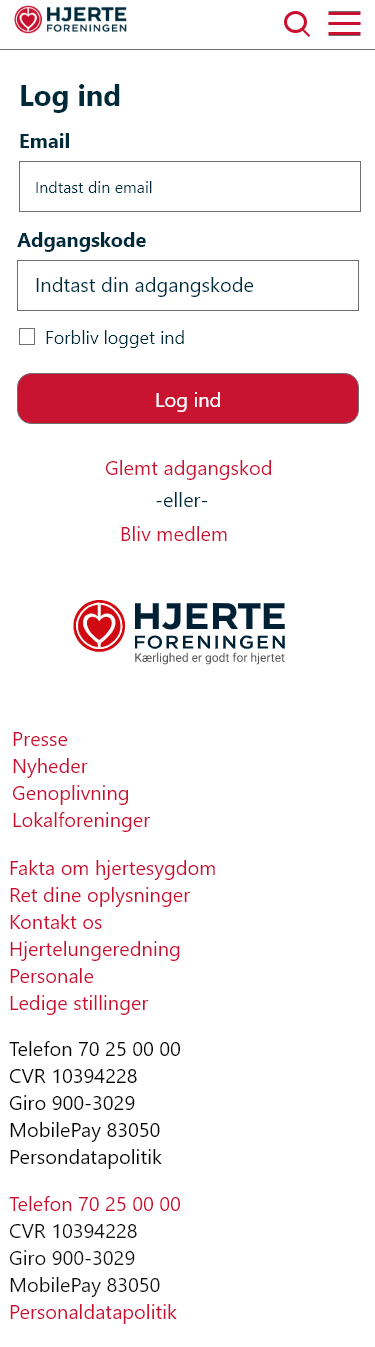 HJERTE
FORENINGEN
Log ind
Email
Indtast din email
Adgangskode
Indtast din adgangskode
Forbliv logget ind
Log ind
Glemt adgangskod
-eller-
Bliv medlem
HJERTE
FORENINGEN
Kærlighed er godt for hjertet
Presse
Nyheder
Genoplivning
Lokalforeninger
Fakta om hjertesygdom
Ret dine oplysninger
Kontakt os
Hjertelungeredning
Personale
Ledige stillinger
Telefon 70 25 00 00
CVR 10394228
Giro 900-3029
MobilePay 83050
Persondatapolitik
Telefon 70 25 00 00
CVR 10394228
Giro 900-3029
MobilePay 83050
Personaldatapolitik